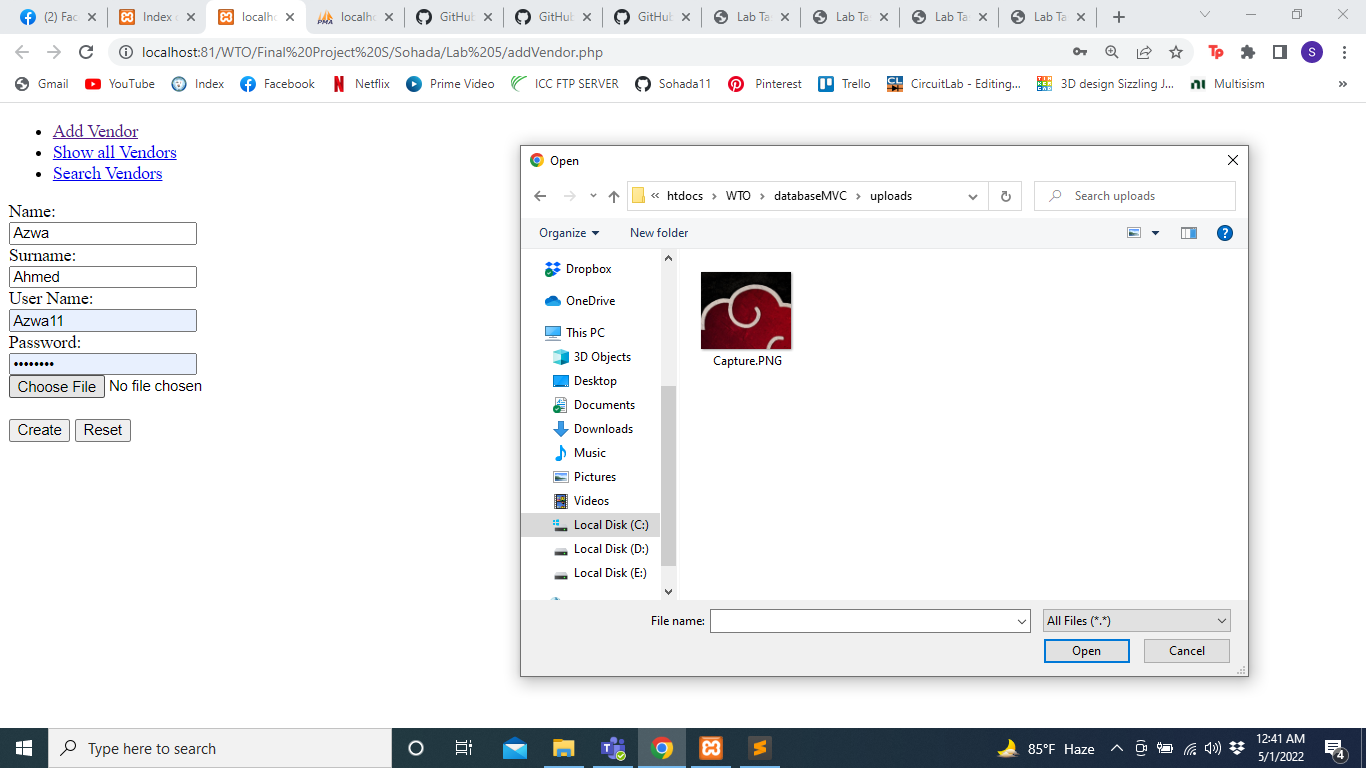 (2) Fac
Index o
localho
localho
GitHub
GitHub
GitHub
Lab Ta
Lab Ta
Lab Ta
Lab Ta
localhost:81/WTO/Final%20Project%20S/Sohada/Lab%205/addVendor.php
Tp
S
Gmail
YouTube
Index
Facebook
Netflix
Prime Video
ICC FTP SERVER
Sohada11
Pinterest
Trello
CircuitLab - Editing...
3D design Sizzling J...
Multisism
»
Add Vendor
Show all Vendors
Search Vendors
Name:
Azwa
Surname:
Ahmed
User Name:
Azwa11
Password:
••••••••
Choose File No file chosen
Create Reset
Open
« htdocs > WTO > databaseMVC > uploads
Search uploads
Organize
New folder
Dropbox
OneDrive
This PC
3D Objects
Desktop
Documents
Downloads
Music
Pictures
Videos
Local Disk (C:)
Local Disk (D:)
Local Disk (E:)
Capture.PNG
File name:
All Files (*.*)
Open
Cancel
Type here to search
85°F Haze
12:41 AM
5/1/2022
4